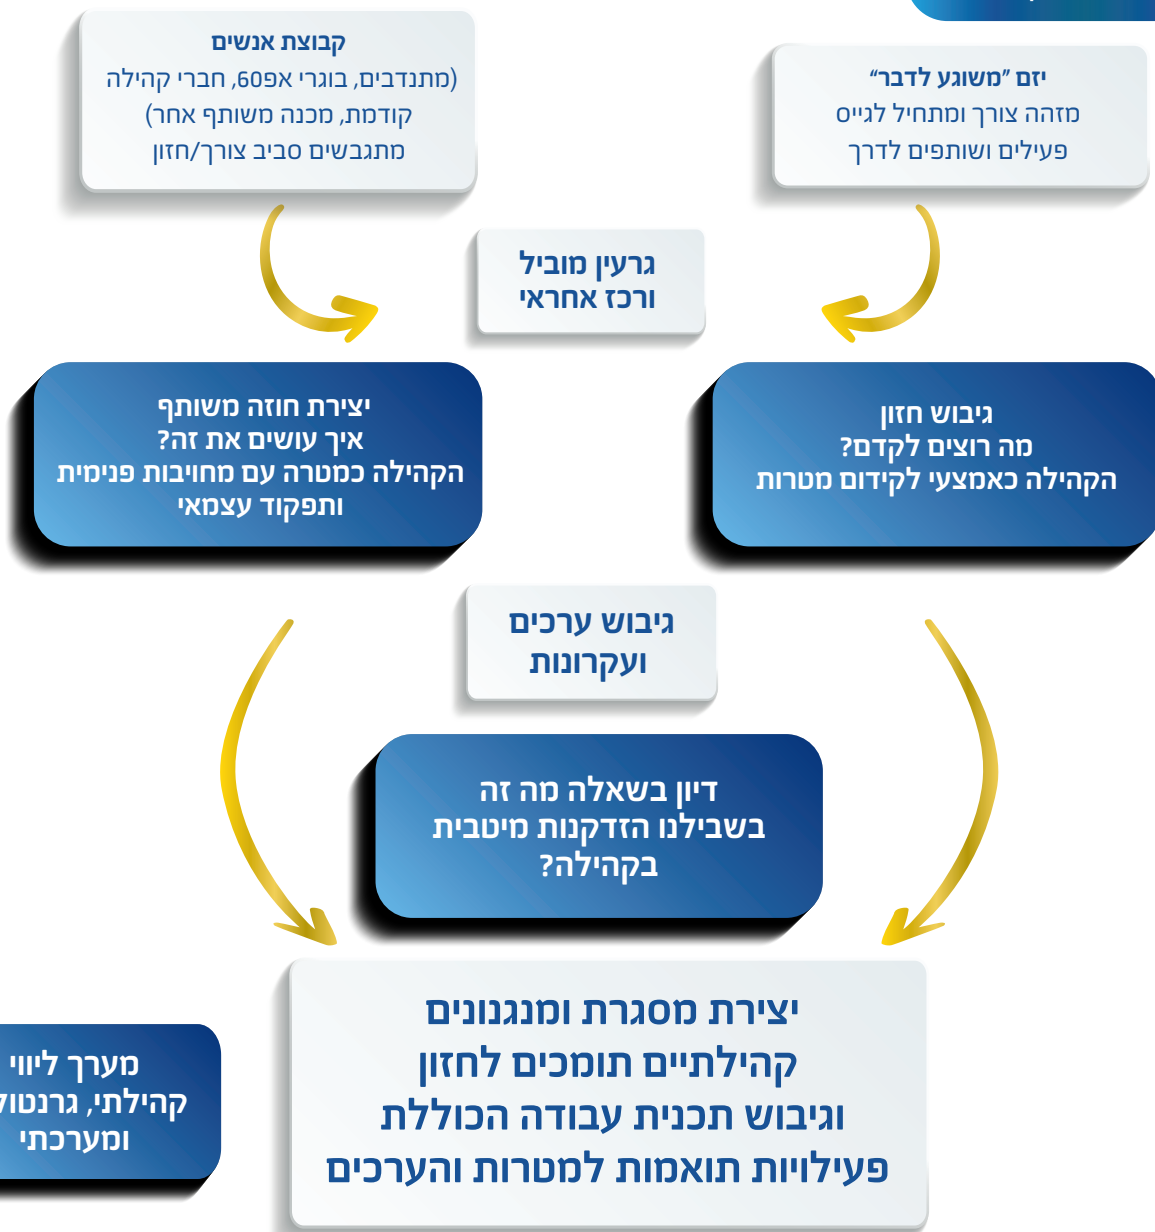 יזם "משוגע לדבר"
מזהה צורך ומתחיל לגייס
פעילים ושותפים לדרך
קבוצת אנשים
(מתנדבים, בוגרי אפ60, חברי קהילה
קודמת, מכנה משותף אחר)
מתגבשים סביב צורך/חזון
גרעין מוביל
ורכז אחראי
גיבוש חזון
מה רוצים לקדם?
הקהילה כאמצעי לקידום מטרות
יצירת חוזה משותף
איך עושים את זה?
הקהילה כמטרה עם מחויבות פנימית
ותפקוד עצמאי
גיבוש ערכים
ועקרונות
דיון בשאלה מה זה
בשבילנו הזדקנות מיטבית
בקהילה?
יצירת מסגרת ומנגנונים
קהילתיים תומכים לחזון
וגיבוש תכנית עבודה הכוללת
פעילויות תואמות למטרות והערכים
מערך ליווי
קהילתי,
ומערכתי